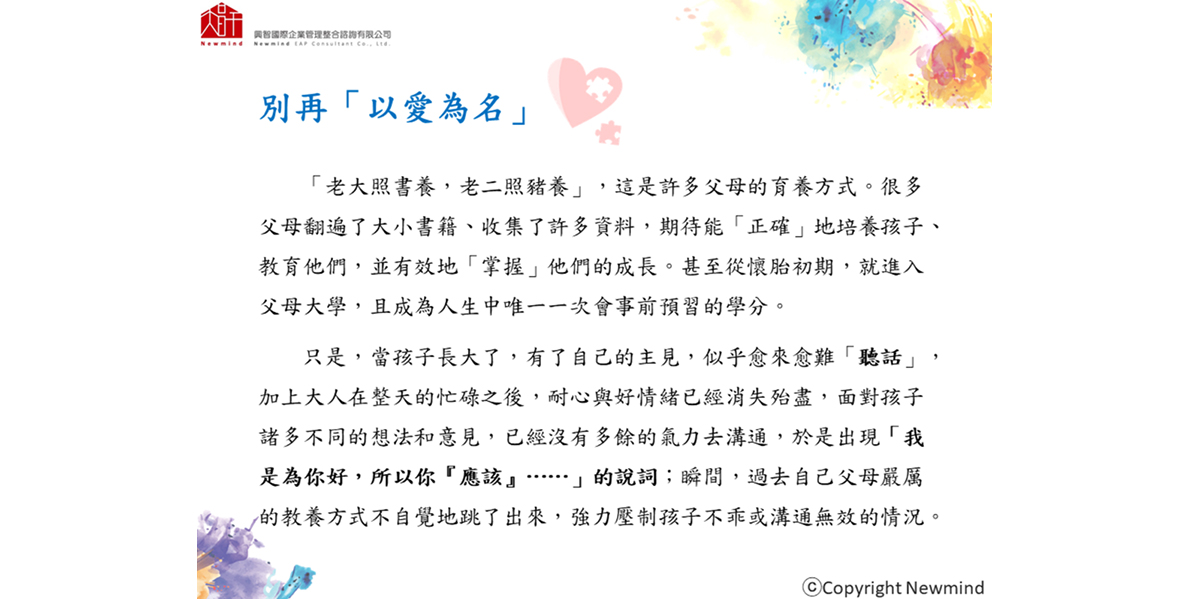 Newmind
興智國際企業管理整合諮詢有限公司
Newmind EAP Consultant Co., Ltd.
別再「以愛為名」
「老大照書養，老二照豬養」，這是許多父母的育養方式。很多
父母翻遍了大小書籍、收集了許多資料，期待能「正確」地培養孩子、
教育他們，並有效地「掌握」他們的成長。甚至從懷胎初期，就進入
父母大學，且成為人生中唯一一次會事前預習的學分。
只是，當孩子長大了，有了自己的主見，似乎愈來愈難「聽話」，
加上大人在整天的忙碌之後，耐心與好情緒已經消失殆盡，面對孩子
諸多不同的想法和意見，已經沒有多餘的氣力去溝通，於是出現「我
是為你好，所以你『應該』⋯⋯」的說詞；瞬間，過去自己父母嚴厲
的教養方式不自覺地跳了出來，強力壓制孩子不乖或溝通無效的情況。
ⓒCopyright Newmind